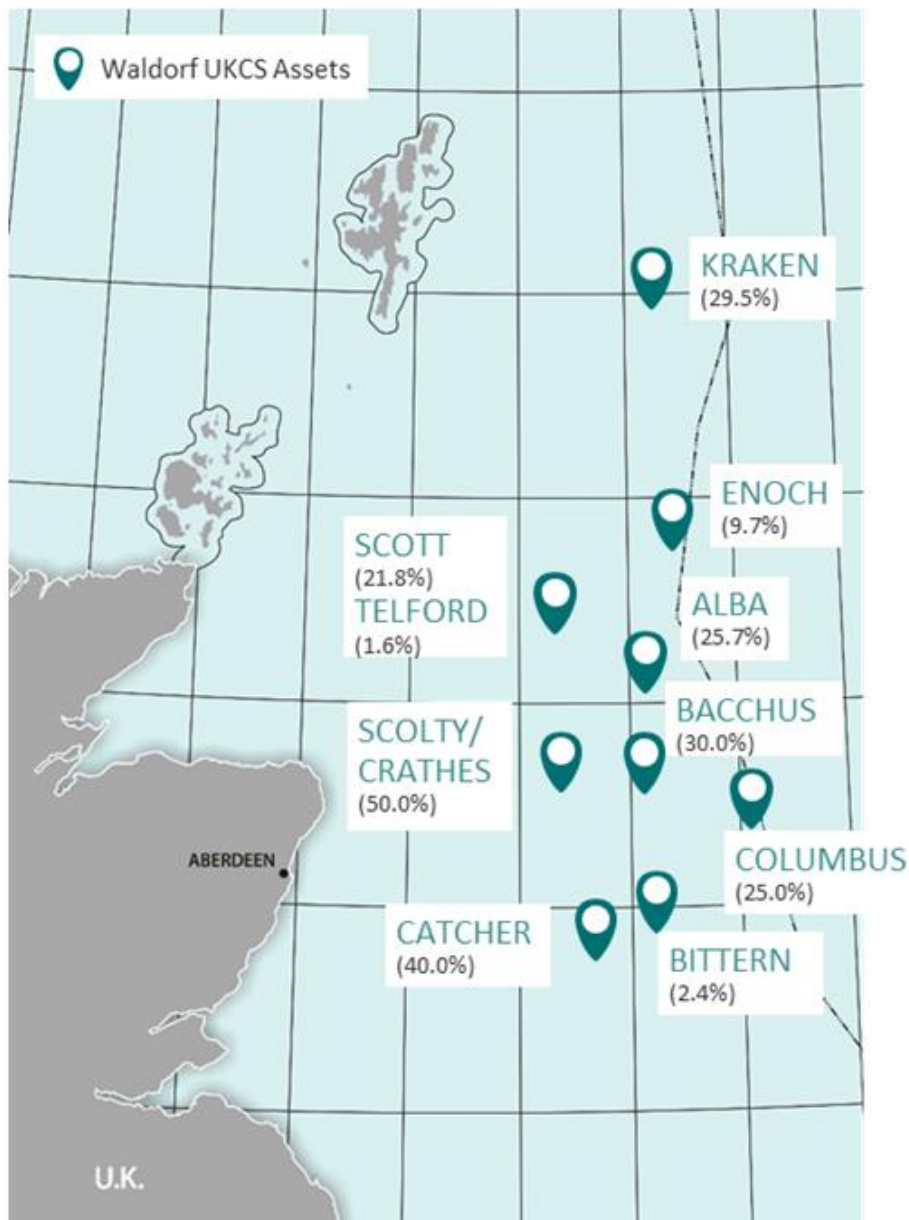 Waldorf UKCS Assets
KRAKEN
(29.5%)
ENOCH
(9.7%)
SCOTT
(21.8%)
TELFORD
(1.6%)
ALBA
(25.7%)
BACCHUS
(30.0%)
SCOLTY/
CRATHES
(50.0%)
COLUMBUS
(25.0%)
ABERDEEN
CATCHER
(40.0%)
BITTERN
(2.4%)
U.K.